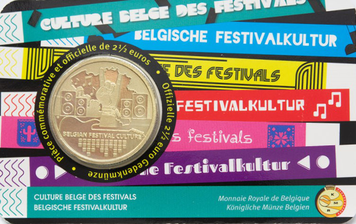 CULTURE BELGE DES FESTIVALS
BELGISCHE FESTIVALKULTUR
DES FESTIVALS
FESTIVALKULTUR
festivals
de Festivalkultur
Pièce commémorative et officielle de 2½ euros
Offizielle 2½ euro Gedenkmünze
BELGIAN FESTIVAL CULTURE
CULTURE BELGE DES FESTIVALS
BELGISCHE FESTIVALKULTUR
Monnaie Royale de Belgique
Königliche Münze Belgien